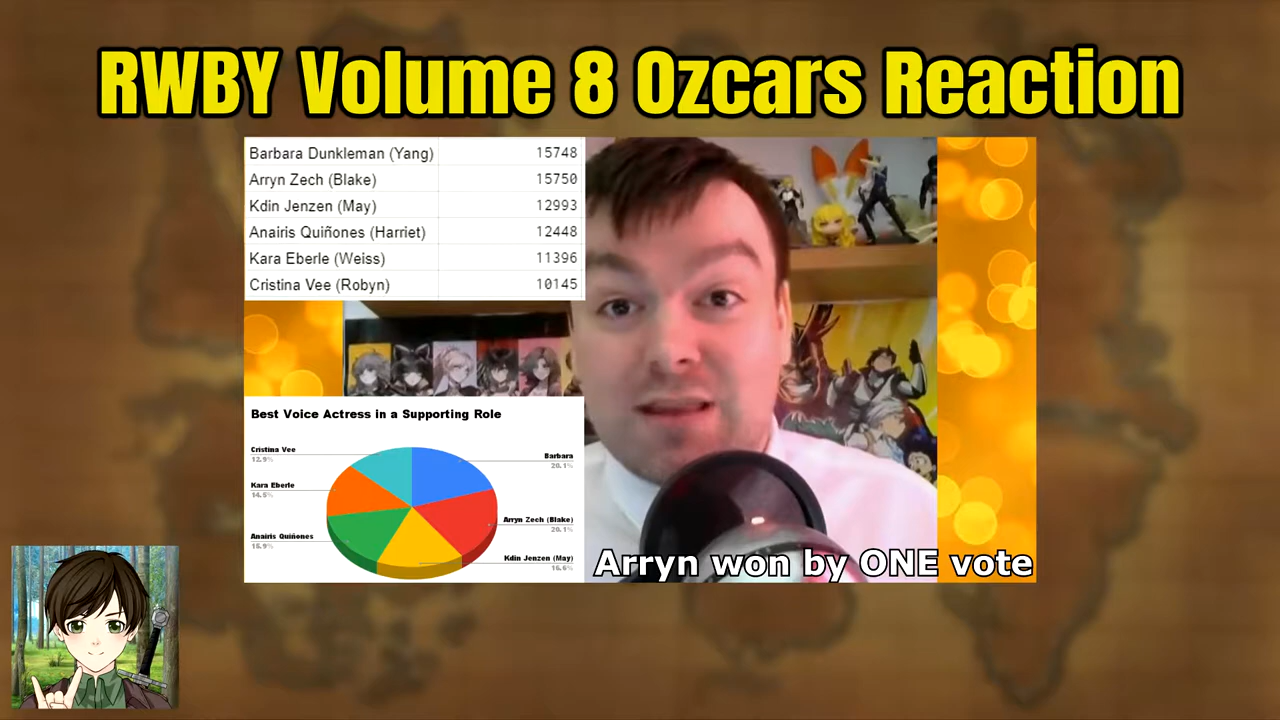 RWBY Volume 8 Ozcars Reaction
Barbara Dunkleman (Yang) 15748
Arryn Zech (Blake) 15750
Kdin Jenzen (May) 12993
Anairis Quiñones (Harriet) 12448
Kara Eberle (Weiss) 11396
Cristina Vee (Robyn) 10145
Best Voice Actress in a Supporting Role
Cristina Vee
12.9%
Barbara
20.1%
Kara Eberle
14.5%
Arryn Zech (Blake)
20.1%
Anairis Quiñones
15.9%
Kdin Jenzen (May)
16.6%
Arryn won by ONE vote